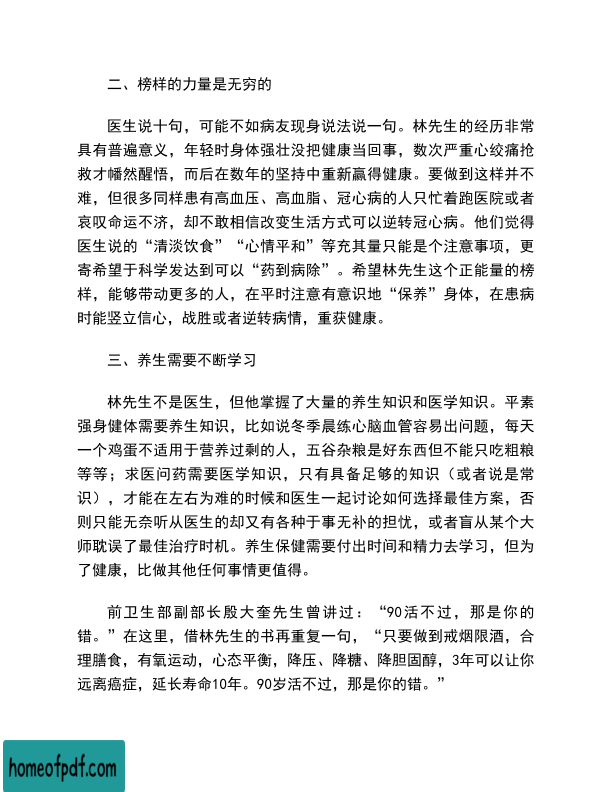 二、榜样的力量是无穷的
医生说十句，可能不如病友现身说法说一句。林先生的经历非常
具有普遍意义，年轻时身体强壮没把健康当回事，数次严重心绞痛抢
救才幡然醒悟，而后在数年的坚持中重新赢得健康。要做到这样并不
难，但很多同样患有高血压、高血脂、冠心病的人只忙着跑医院或者
哀叹命运不济，却不敢相信改变生活方式可以逆转冠心病。他们觉得
医生说的“清淡饮食”“心情平和”等充其量只能是个注意事项，更
寄希望于科学发达到可以“药到病除”。希望林先生这个正能量的榜
样，能够带动更多的人，在平时注意有意识地“保养”身体，在患病
时能竖立信心，战胜或者逆转病情，重获健康。
三、养生需要不断学习
林先生不是医生，但他掌握了大量的养生知识和医学知识。平素
强身健体需要养生知识，比如说冬季晨练心脑血管容易出问题，每天
一个鸡蛋不适用于营养过剩的人，五谷杂粮是好东西但不能只吃粗粮
等等；求医问药需要医学知识，只有具备足够的知识（或者说是常
识），才能在左右为难的时候和医生一起讨论如何选择最佳方案，否
则只能无奈听从医生的却又有各种于事无补的担忧，或者盲从某个大
师耽误了最佳治疗时机。养生保健需要付出时间和精力去学习，但为
了健康，比做其他任何事情更值得。
前卫生部副部长殷大奎先生曾讲过：“90活不过，那是你的
错。”在这里，借林先生的书再重复一句，“只要做到戒烟限酒，合
理膳食，有氧运动，心态平衡，降压、降糖、降胆固醇，3年可以让你
远离癌症，延长寿命10年。90岁活不过，那是你的错。”
homeofpdf.com